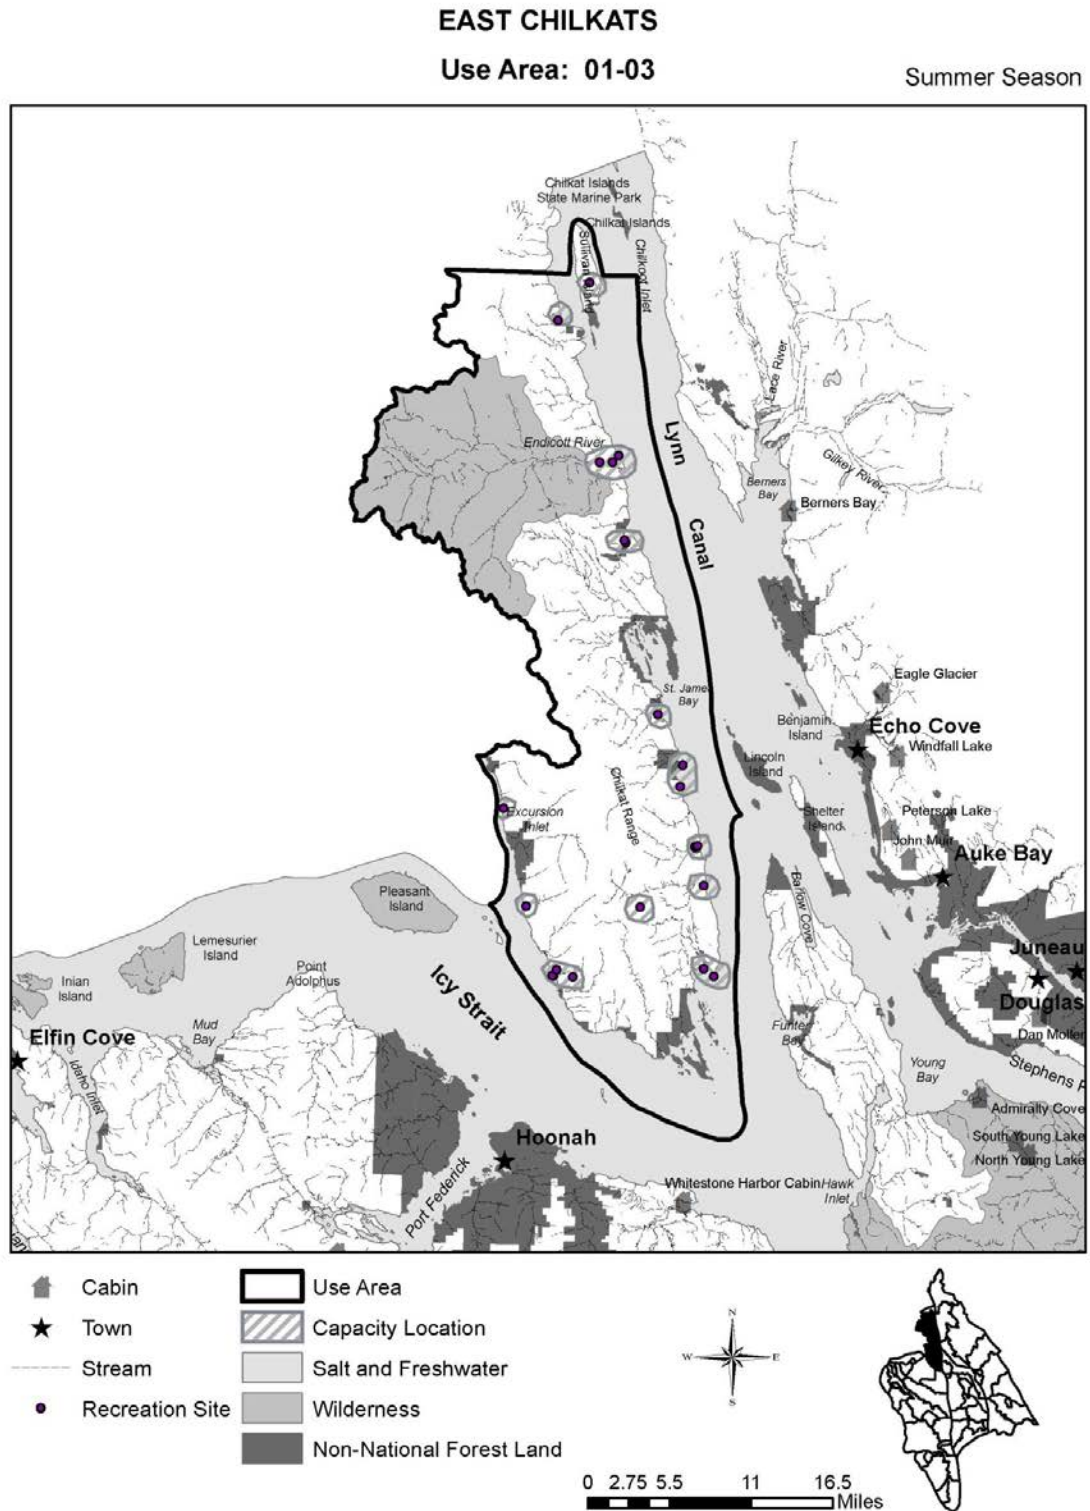 EAST CHILKATS
Use Area: 01-03
Summer Season
Chilkat Islands
State Marine Park
Chilkat Islands
Sullivan Island
Chilkoot Inlet
Lace River
Lynn
Endicott River
Gilkey River
Berners
Bay
Berners Bay
Canal
Eagle Glacier
St. James
Bay
Benjamin
Island
Echo Cove
Windfall Lake
Lincoln
Island
Chilkat Range
Excursion
Inlet
Shelter
Island
Peterson Lake
John Muir
Auke Bay
Barlow Cove
Pleasant
Island
Lemesurier
Island
Point
Adolphus
Inian
Island
Icy Strait
Juneau
Douglas
Mud
Bay
Elfin Cove
Funter
Bay
Dan Moller
Young
Bay
Stephens P
Idaho Inlet
Admiralty Cove
South Young Lake
North Young Lake
Hoonah
Port Federick
Whitestone Harbor Cabin
Hawk
Inlet
Cabin
Town
Stream
Recreation Site
Use Area
Capacity Location
Salt and Freshwater
Wilderness
Non-National Forest Land
N
W
E
S
0 2.75 5.5 11 16.5
Miles